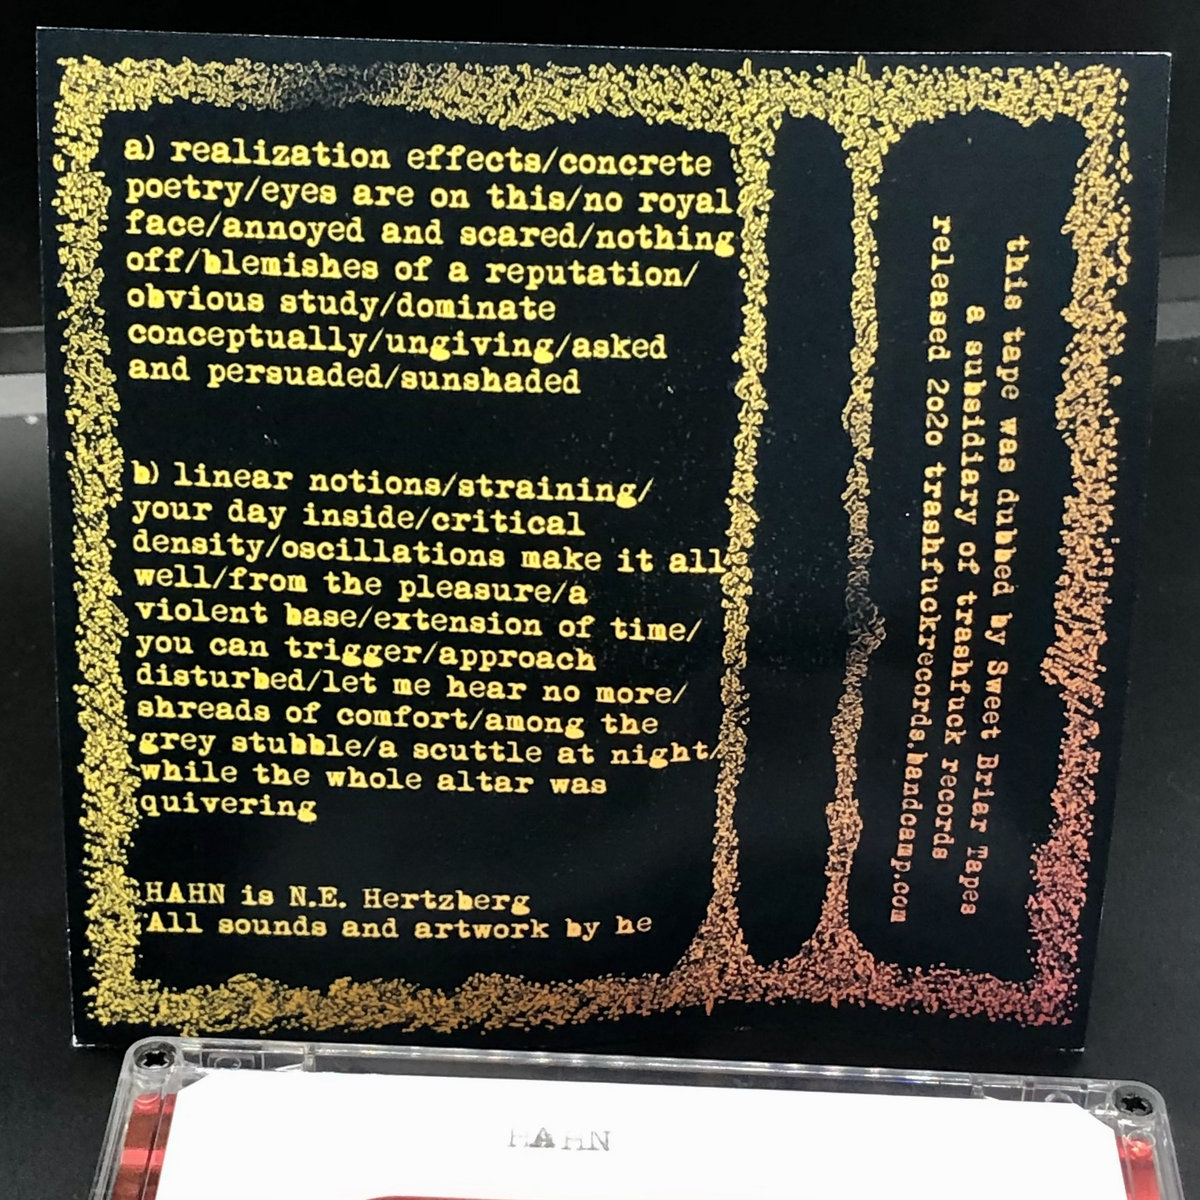 a) realization effects/concrete
poetry/eyes are on this/no royal
face/annoyed and scared/nothing
off/blemishes of a reputation/
obvious study/dominate
conceptually/ungiving/asked
and persuaded/sunshaded
b) linear notions/straining/
your day inside/critical
density/oscillations make it all
well/from the pleasure/a
violent base/extension of time/
you can trigger/approach
disturbed/let me hear no more/
shreads of comfort/among the
grey stubble/a scuttle at night/
while the whole altar was
quivering
HAHN is N.E. Hertzberg
All sounds and artwork by he
this tape was dubbed by Sweet Briar Tapes
a subsidiary of trashfuck records
released 2020 trashfuckrecords.bandcamp.com
HAHN